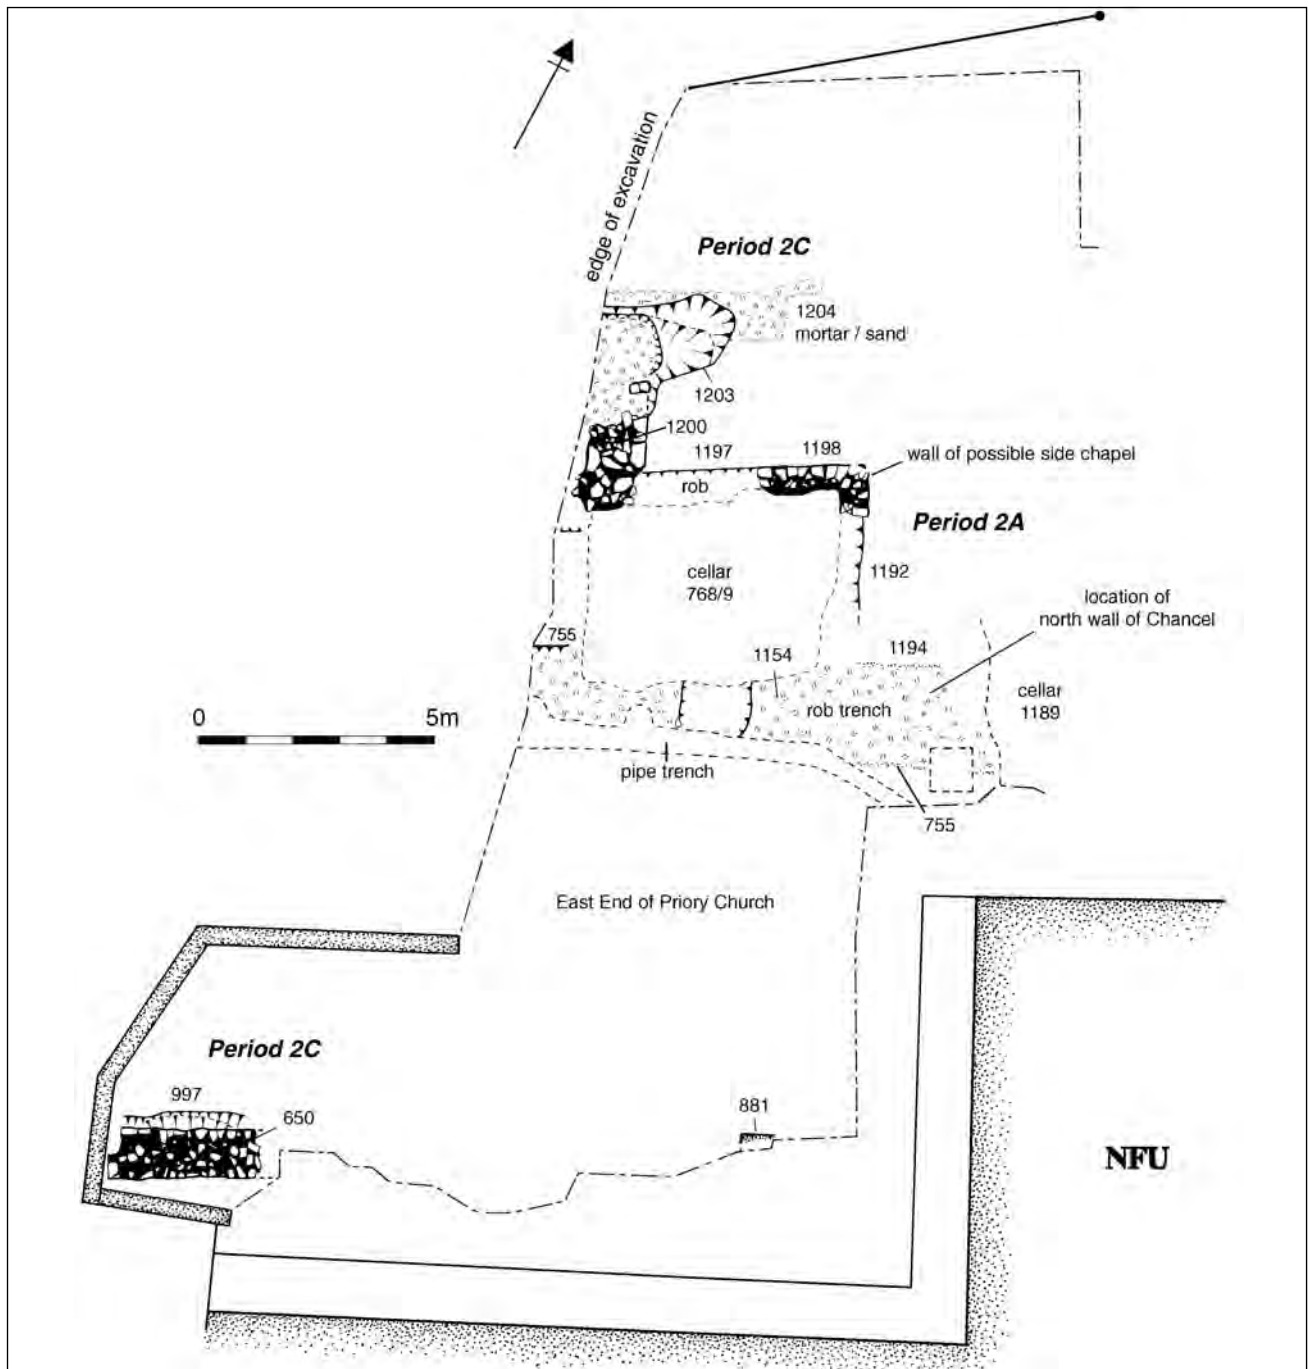 edge of excavation
Period 2C
1204
mortar / sand
1203
1200
1197
1198
wall of possible side chapel
rob
Period 2A
cellar
768/9
1192
location of
north wall of Chancel
755
1154
1194
rob trench
cellar
1189
0
5m
pipe trench
755
East End of Priory Church
Period 2C
997
650
881
NFU